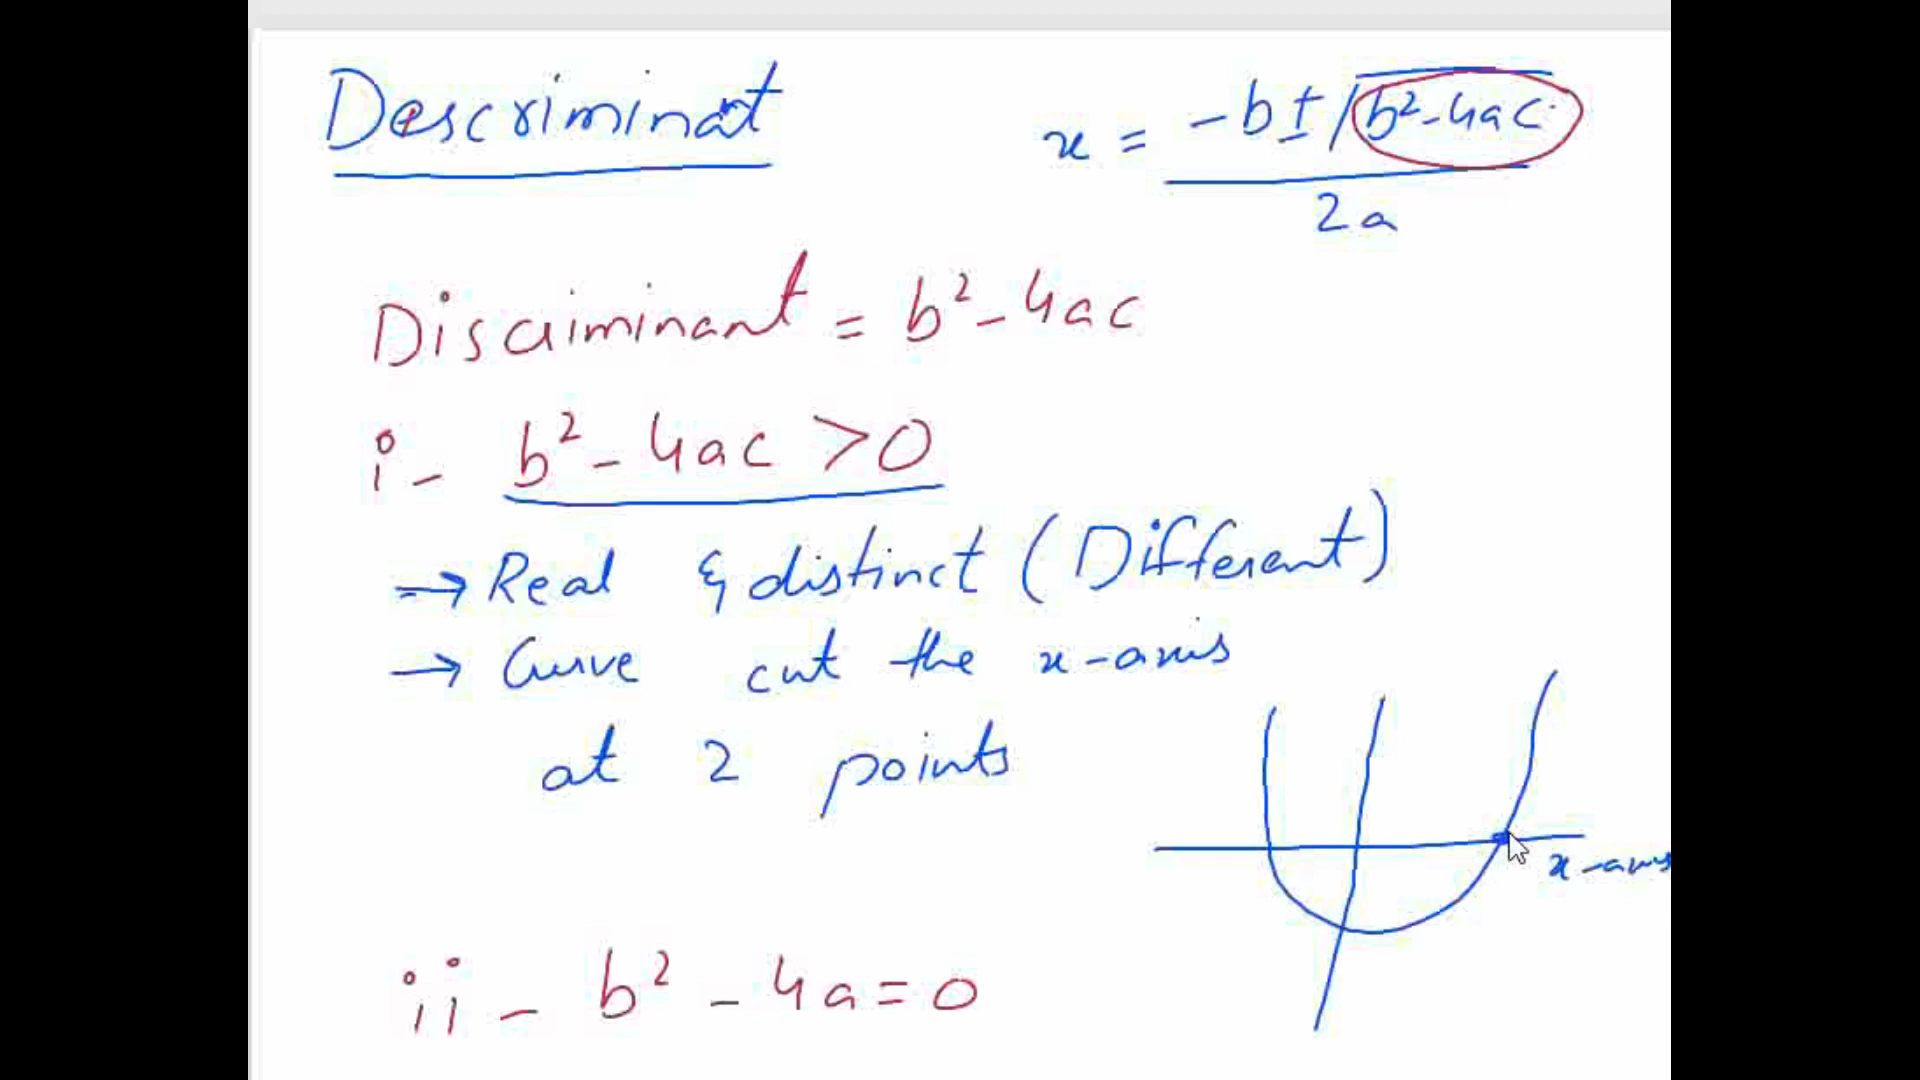 Descriminant
x = -b ± √b²-4ac / 2a
Disciminant = b²-4ac
i - b²-4ac >0
→ Real & distinct (Different)
→ Curve cut the x-axis
at 2 points
x-axis
ii - b² - 4a=0